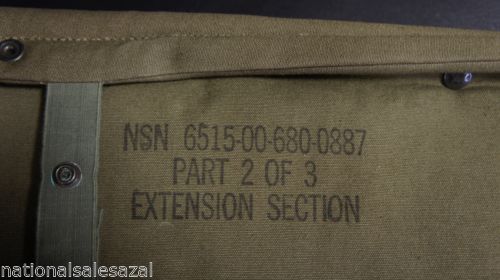 NSN 6515-00-680-0887
PART 2 OF 3
EXTENSION SECTION
nationalsalesazal